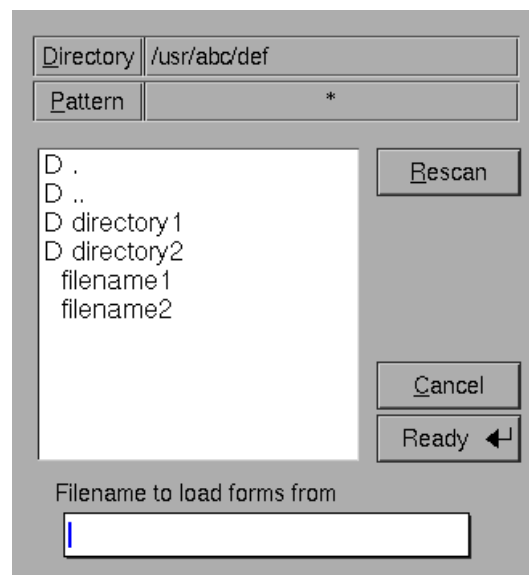 Directory /usr/abc/def
Pattern *
D .
D ..
D directory1
D directory2
filename1
filename2
Rescan
Cancel
Ready
Filename to load forms from